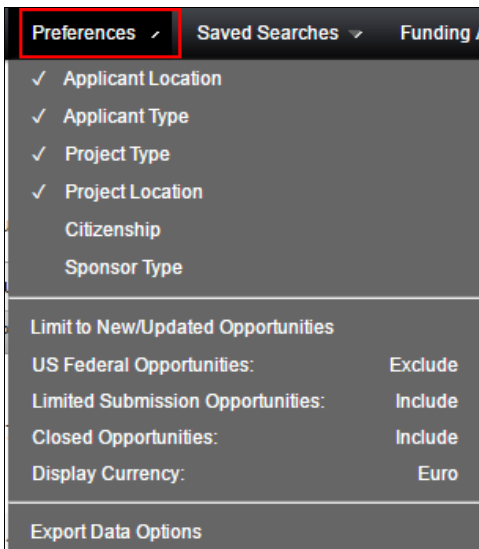 Preferences Saved Searches Funding
✓ Applicant Location
✓ Applicant Type
✓ Project Type
✓ Project Location
Citizenship
Sponsor Type
Limit to New/Updated Opportunities
US Federal Opportunities: Exclude
Limited Submission Opportunities: Include
Closed Opportunities: Include
Display Currency: Euro
Export Data Options